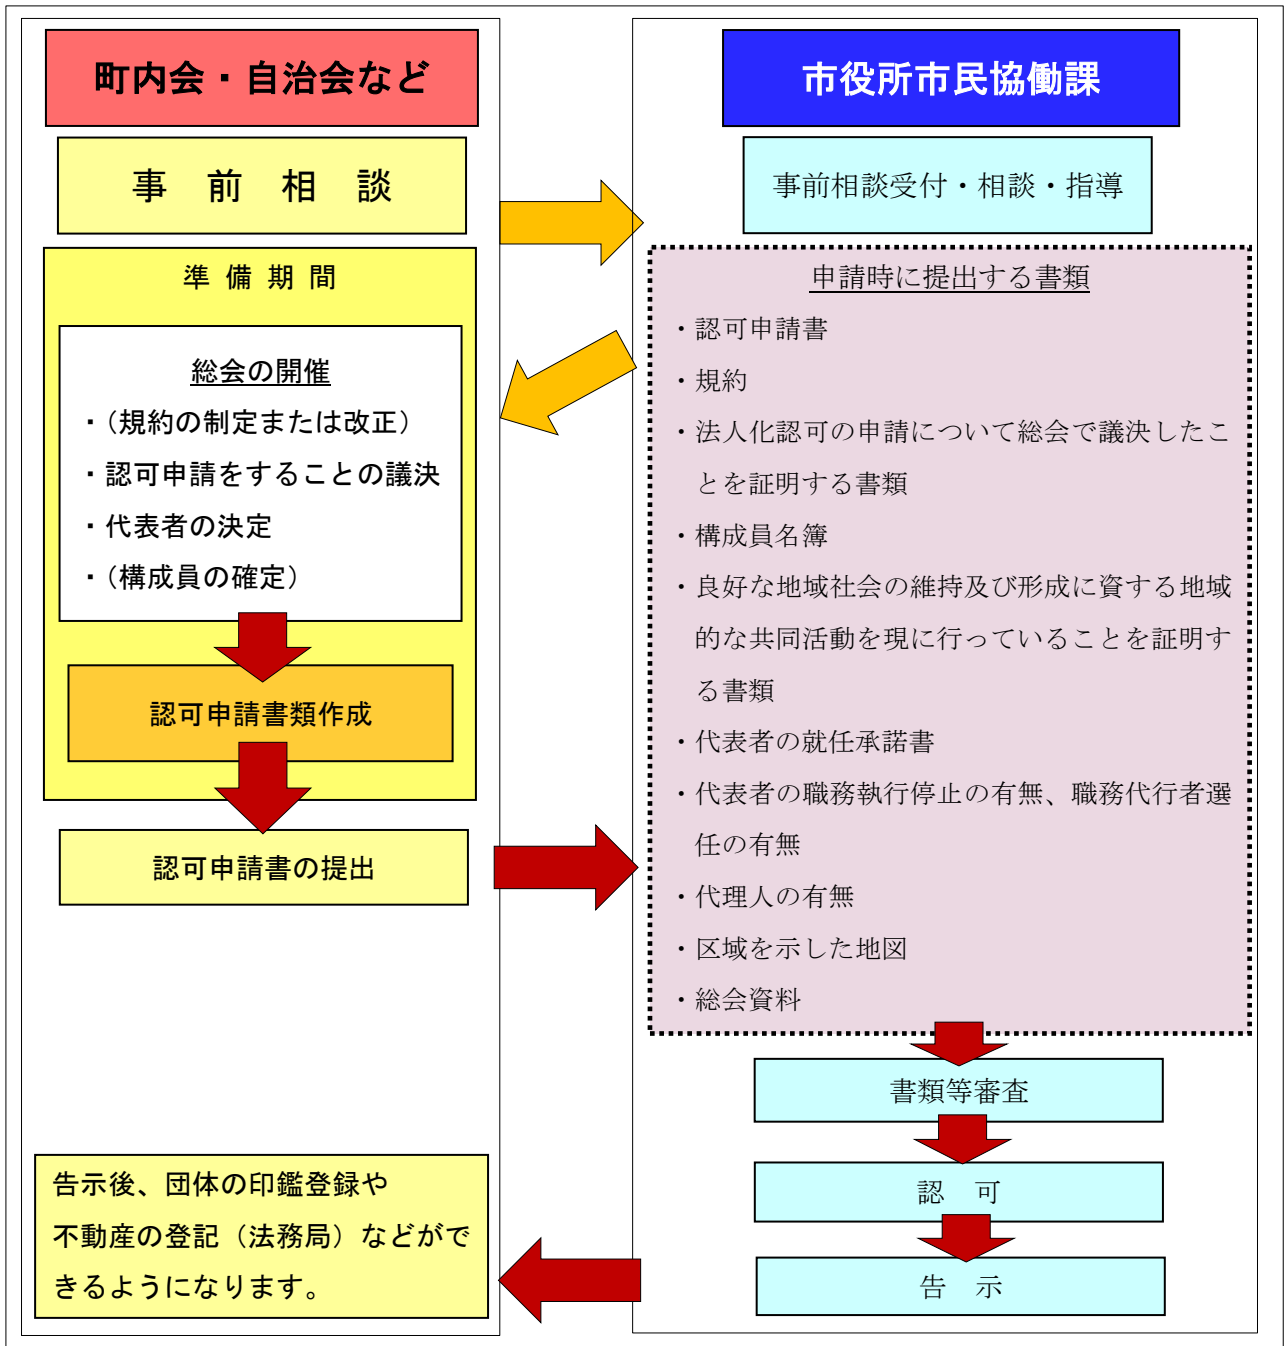 町内会・自治会など
事 前 相 談
準 備 期 間
総会の開催
・（規約の制定または改正）
・認可申請をすることの議決
・代表者の決定
・（構成員の確定）
認可申請書類作成
認可申請書の提出
告示後、団体の印鑑登録や
不動産の登記（法務局）などがで
きるようになります。
市役所市民協働課
事前相談受付・相談・指導
申請時に提出する書類
・認可申請書
・規約
・法人化認可の申請について総会で議決したこ
とを証明する書類
・構成員名簿
・良好な地域社会の維持及び形成に資する地域
的な共同活動を現に行っていることを証明す
る書類
・代表者の就任承諾書
・代表者の職務執行停止の有無、職務代行者選
任の有無
・代理人の有無
・区域を示した地図
・総会資料
書類等審査
認 可
告 示